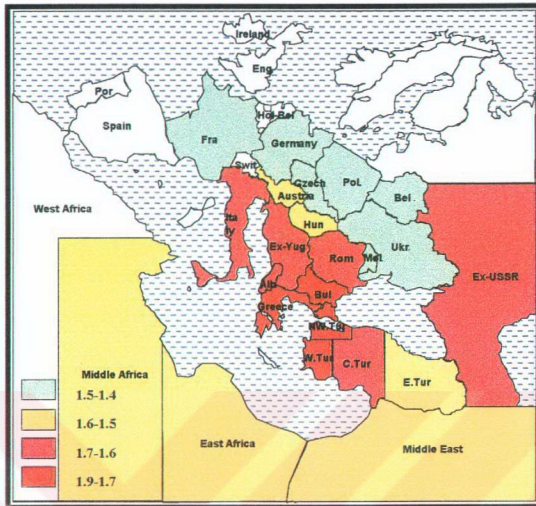 Ireland
Eng.
Por.
Spain
Hol-Bel
Fra
Germany
Swit.
Czech
Pol.
Bel.
Austria
Hun
Ukr.
Mol.
West Africa
Ita
ly
Ex-Yug
Rom
Ex-USSR
Alb
Bul
Greece
NW.Tur
W.Tur
C.Tur
E.Tur
Middle Africa
1.5-1.4
1.6-1.5
1.7-1.6
1.9-1.7
East Africa
Middle East